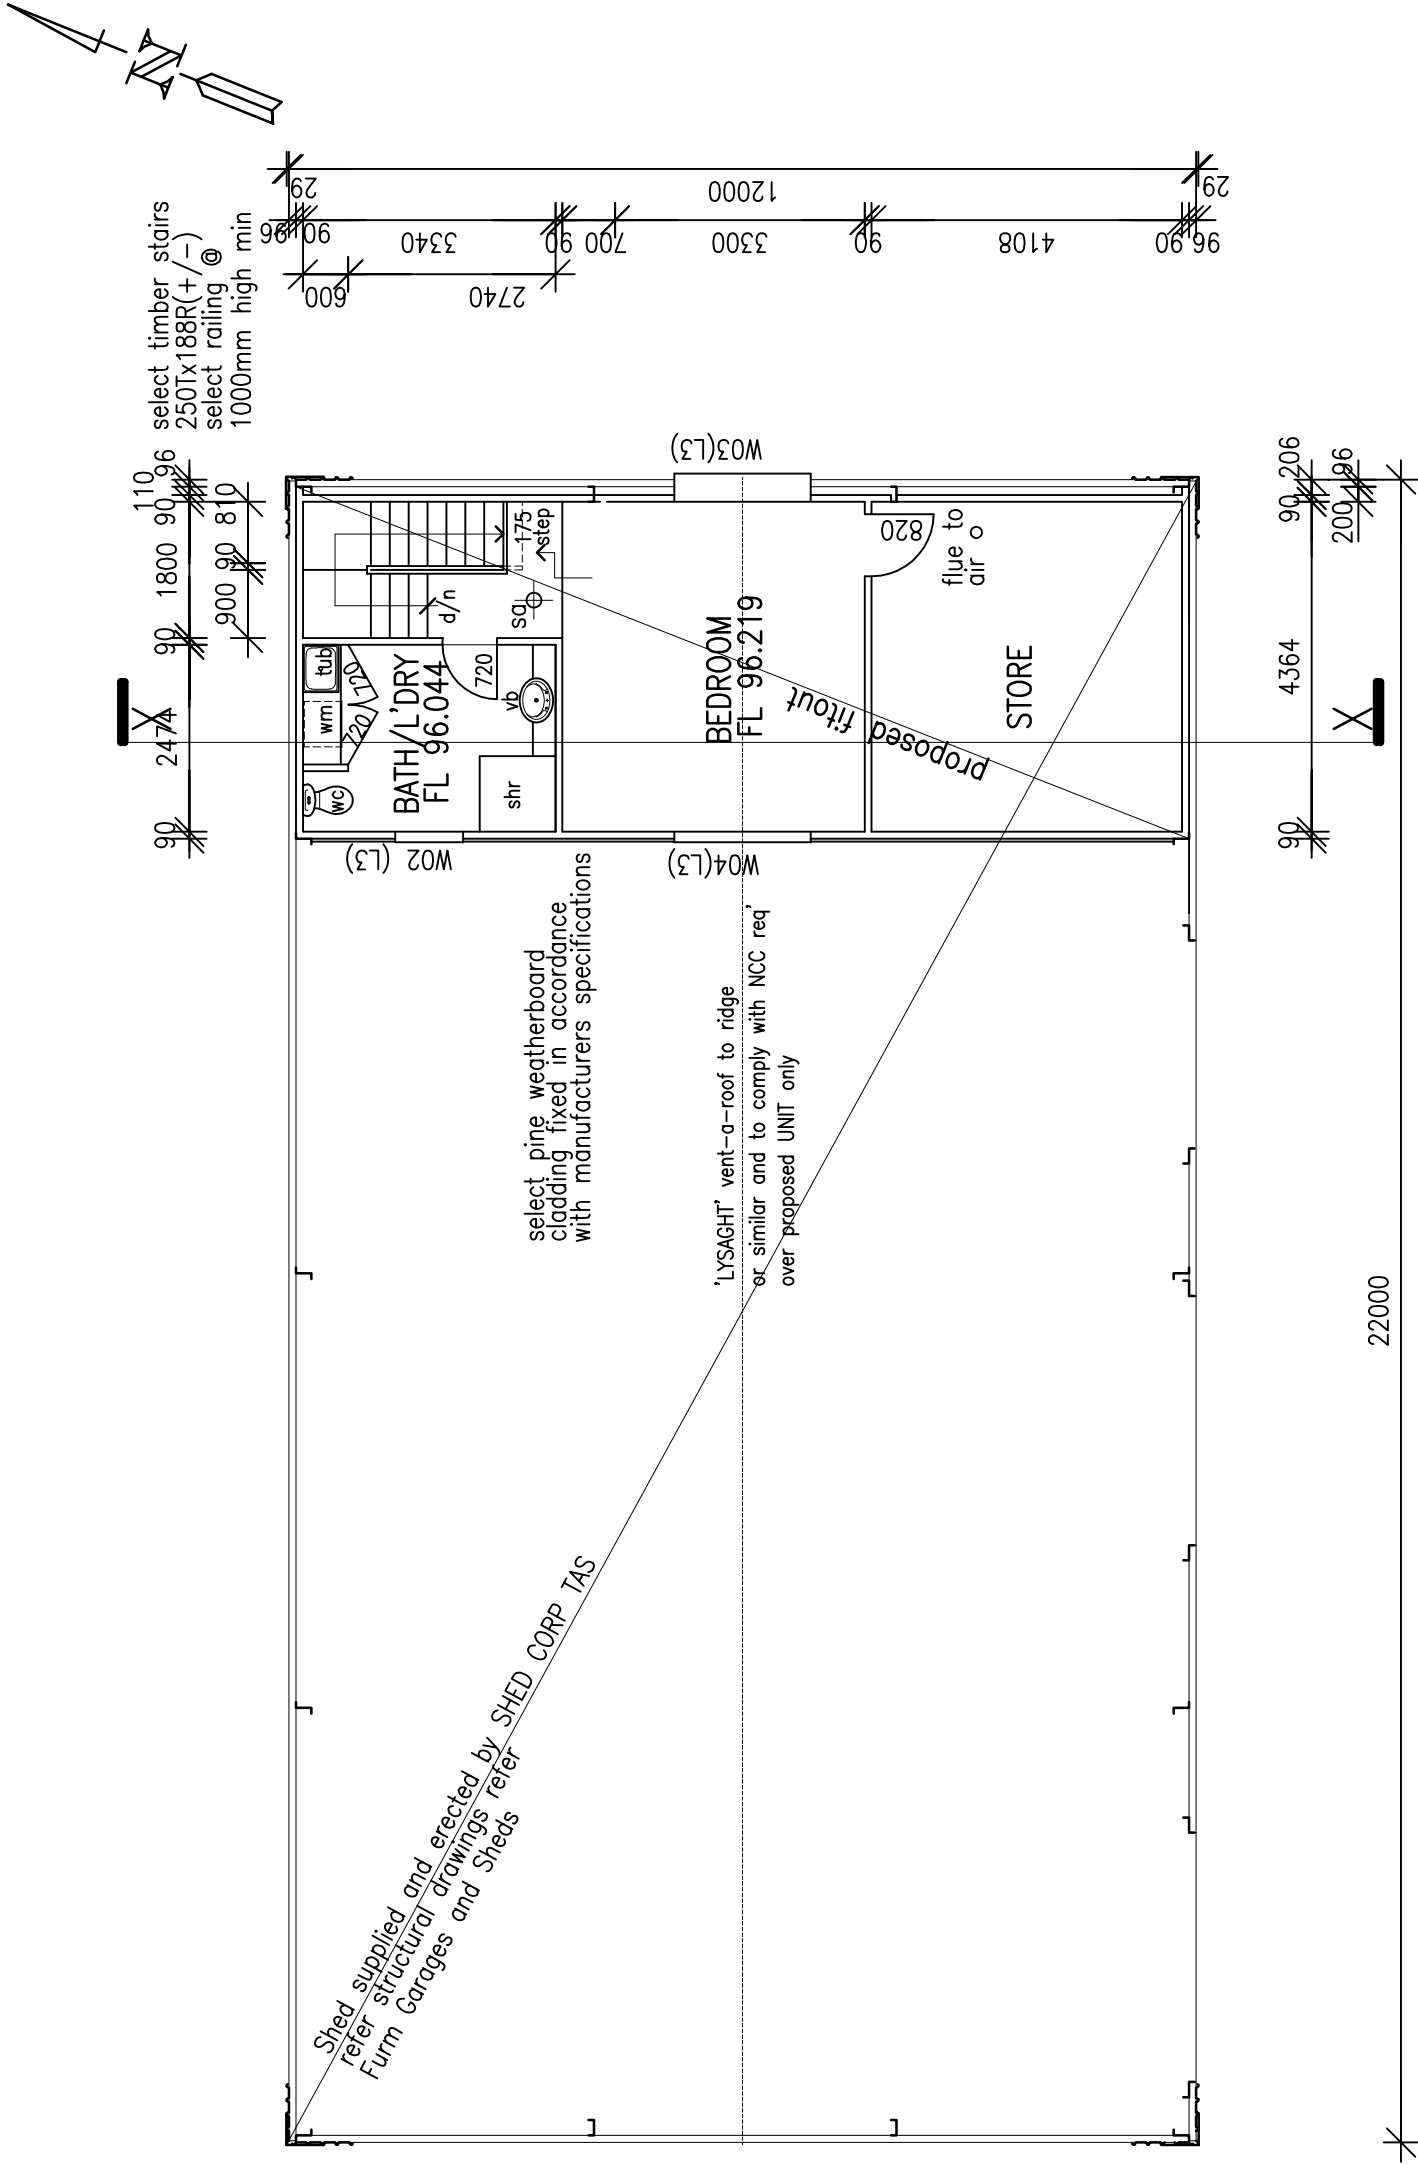 N
29
12000
29
96
90
3340
90
700
3300
90
4108
90
96
600
2740
select timber stairs
250Tx188R(+/-)
select railing @
1000mm high min
110
96
90
1800
90
2474
90
810
90
900
W03(L3)
206
90
4364
90
96
200
175
step
d/n
sa
820
flue to
air
tub
wm
720
720
720
wc
BATH/L'DRY
FL 96.044
vb
shr
BEDROOM
FL 96.219
STORE
proposed
fitout
X
X
W02 (L3)
W04(L3)
select pine weatherboard
cladding fixed in accordance
with manufacturers specifications
'LYSAGHT' vent-a-roof to ridge
or similar and to comply with NCC req'
over proposed UNIT only
22000
Shed supplied and erected by SHED CORP TAS
refer structural drawings refer
Furm Garages and Sheds